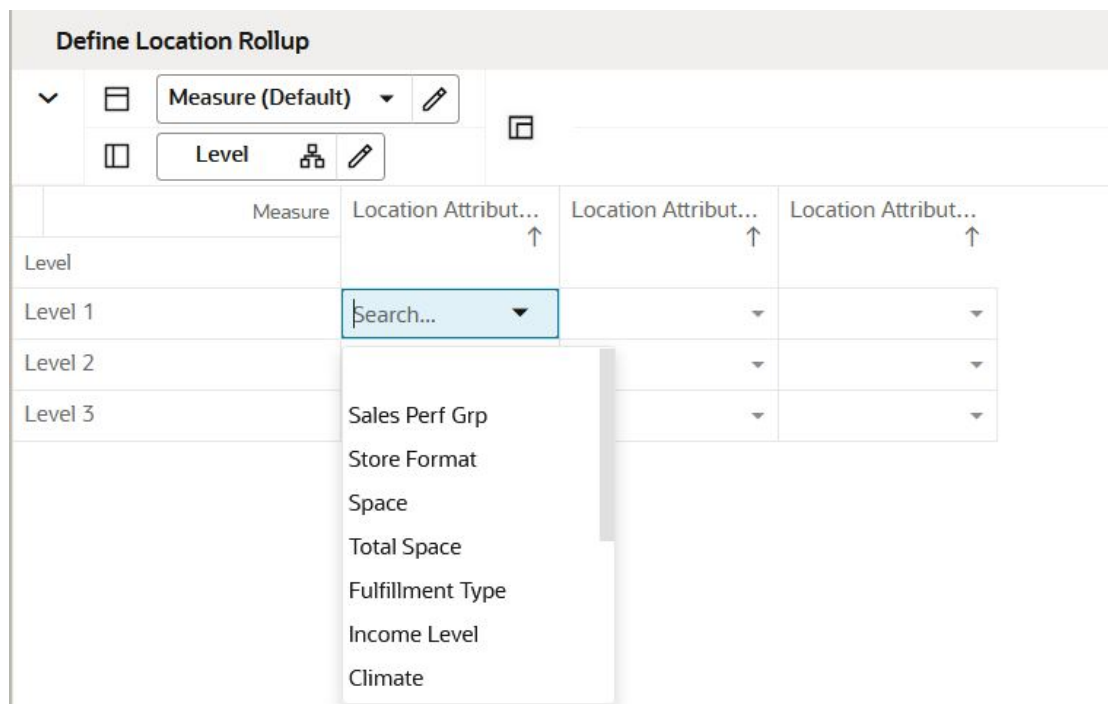 Define Location Rollup
Measure (Default)
Level
Measure
Location Attribut...
Location Attribut...
Location Attribut...
Level
Level 1
Search...
Level 2
Level 3
Sales Perf Grp
Store Format
Space
Total Space
Fulfillment Type
Income Level
Climate